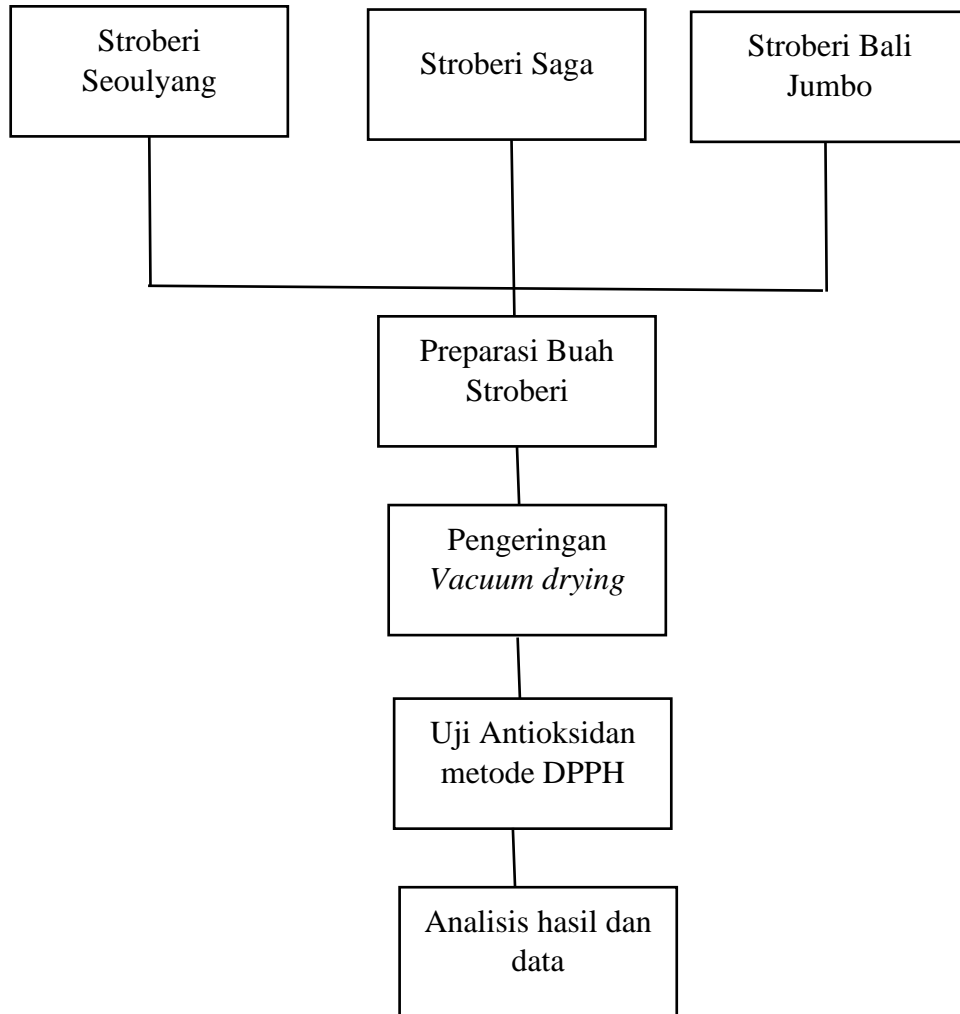 Stroberi
Seoulyang
Stroberi Saga
Stroberi Bali
Jumbo
Preparasi Buah
Stroberi
Pengeringan
Vacuum drying
Uji Antioksidan
metode DPPH
Analisis hasil dan
data